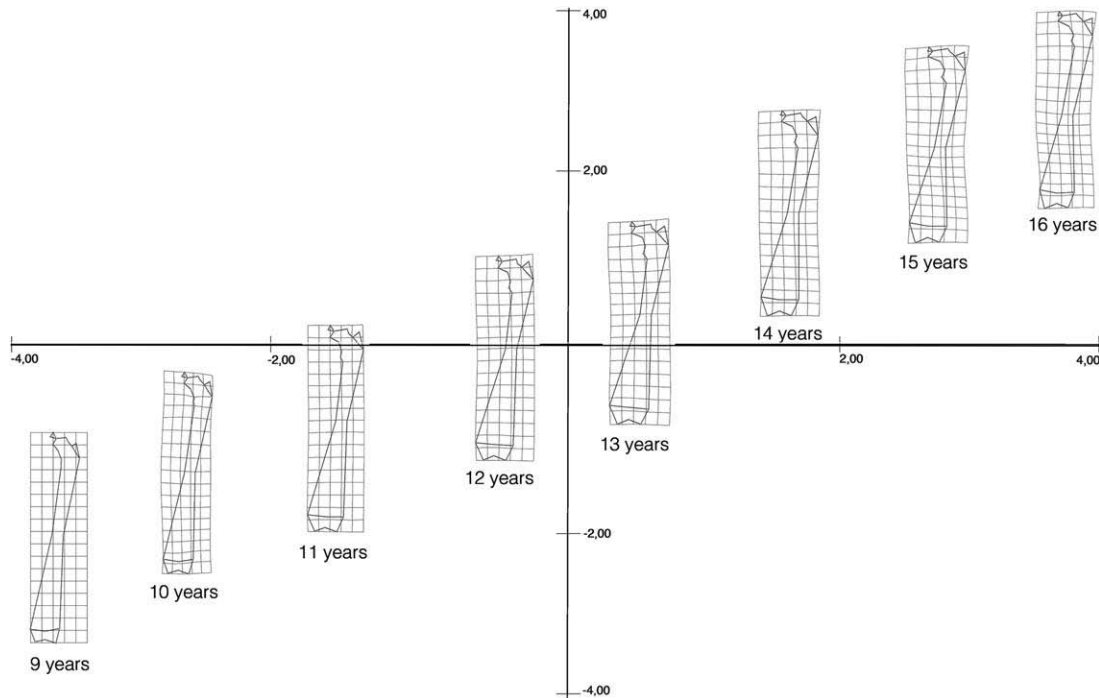 4,00
16 years
2,00
15 years
14 years
-4,00
-2,00
2,00
4,00
13 years
12 years
-2,00
11 years
10 years
9 years
-4,00